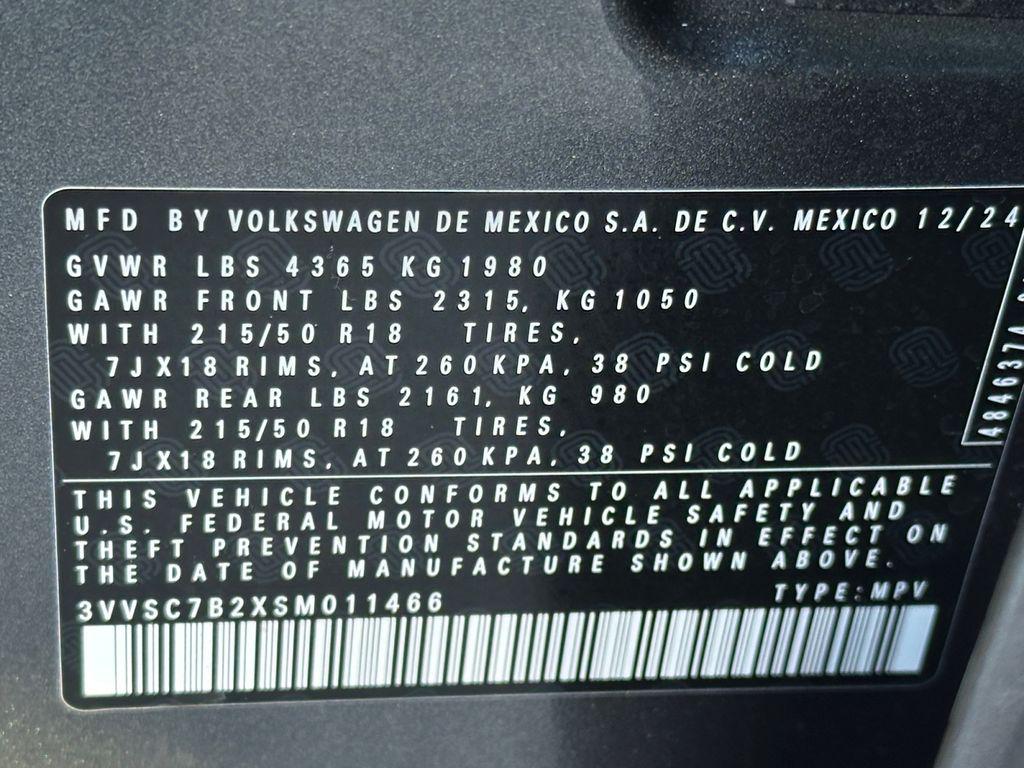 MFD BY VOLKSWAGEN DE MEXICO S.A. DE C.V. MEXICO 12/24
GVWR LBS 4365 KG 1980
GAWR FRONT LBS 2315, KG 1050
WITH 215/50 R18 TIRES,
7JX18 RIMS, AT 260 KPA, 38 PSI COLD
GAWR REAR LBS 2161, KG 980
WITH 215/50 R18 TIRES,
7JX18 RIMS, AT 260 KPA, 38 PSI COLD
THIS VEHICLE CONFORMS TO ALL APPLICABLE
U.S. FEDERAL MOTOR VEHICLE SAFETY AND
THEFT PREVENTION STANDARDS IN EFFECT ON
THE DATE OF MANUFACTURE SHOWN ABOVE.
3VVSC7B2XSM011466 TYPE: MPV
484637A